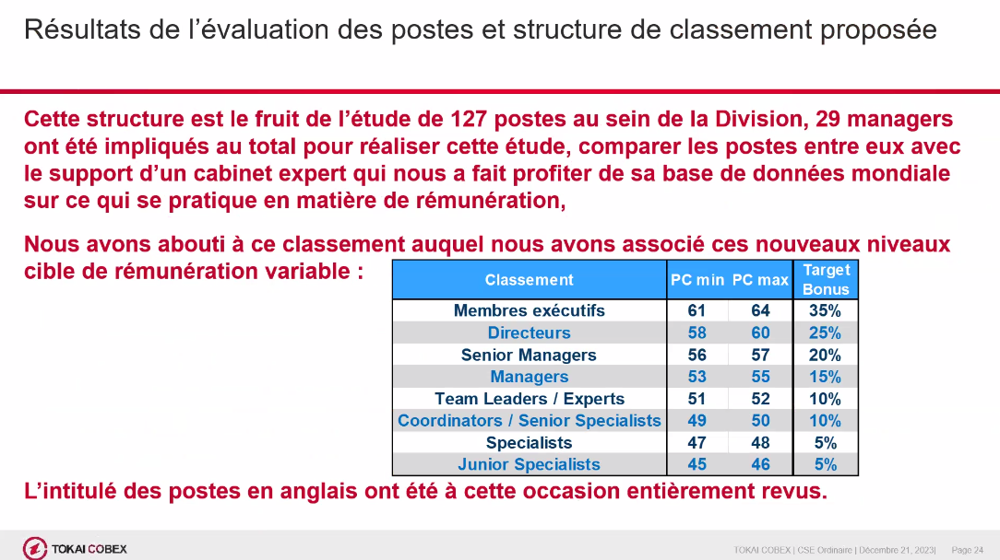 Résultats de l’évaluation des postes et structure de classement proposée
Cette structure est le fruit de l’étude de 127 postes au sein de la Division, 29 managers
ont été impliqués au total pour réaliser cette étude, comparer les postes entre eux avec
le support d’un cabinet expert qui nous a fait profiter de sa base de données mondiale
sur ce qui se pratique en matière de rémunération,
Nous avons abouti à ce classement auquel nous avons associé ces nouveaux niveaux
cible de rémunération variable :
Classement PC min PC max Target Bonus
Membres exécutifs 61 64 35%
Directeurs 58 60 25%
Senior Managers 56 57 20%
Managers 53 55 15%
Team Leaders / Experts 51 52 10%
Coordinators / Senior Specialists 49 50 10%
Specialists 47 48 5%
Junior Specialists 45 46 5%
L’intitulé des postes en anglais ont été à cette occasion entièrement revus.
TOKAI COBEX
TOKAI COBEX | CSE Ordinaire | Décembre 21, 2023| Page 24